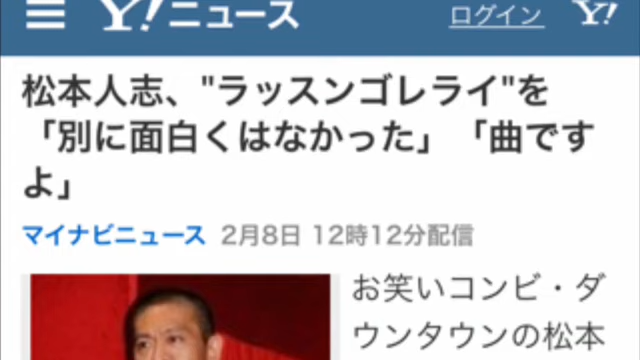 Y!ニュース
ログイン
Y!
松本人志、"ラッスンゴレライ"を
「別に面白くはなかった」「曲です
よ」
マイナビニュース 2月8日 12時12分配信
お笑いコンビ・ダ
ウンタウンの松本